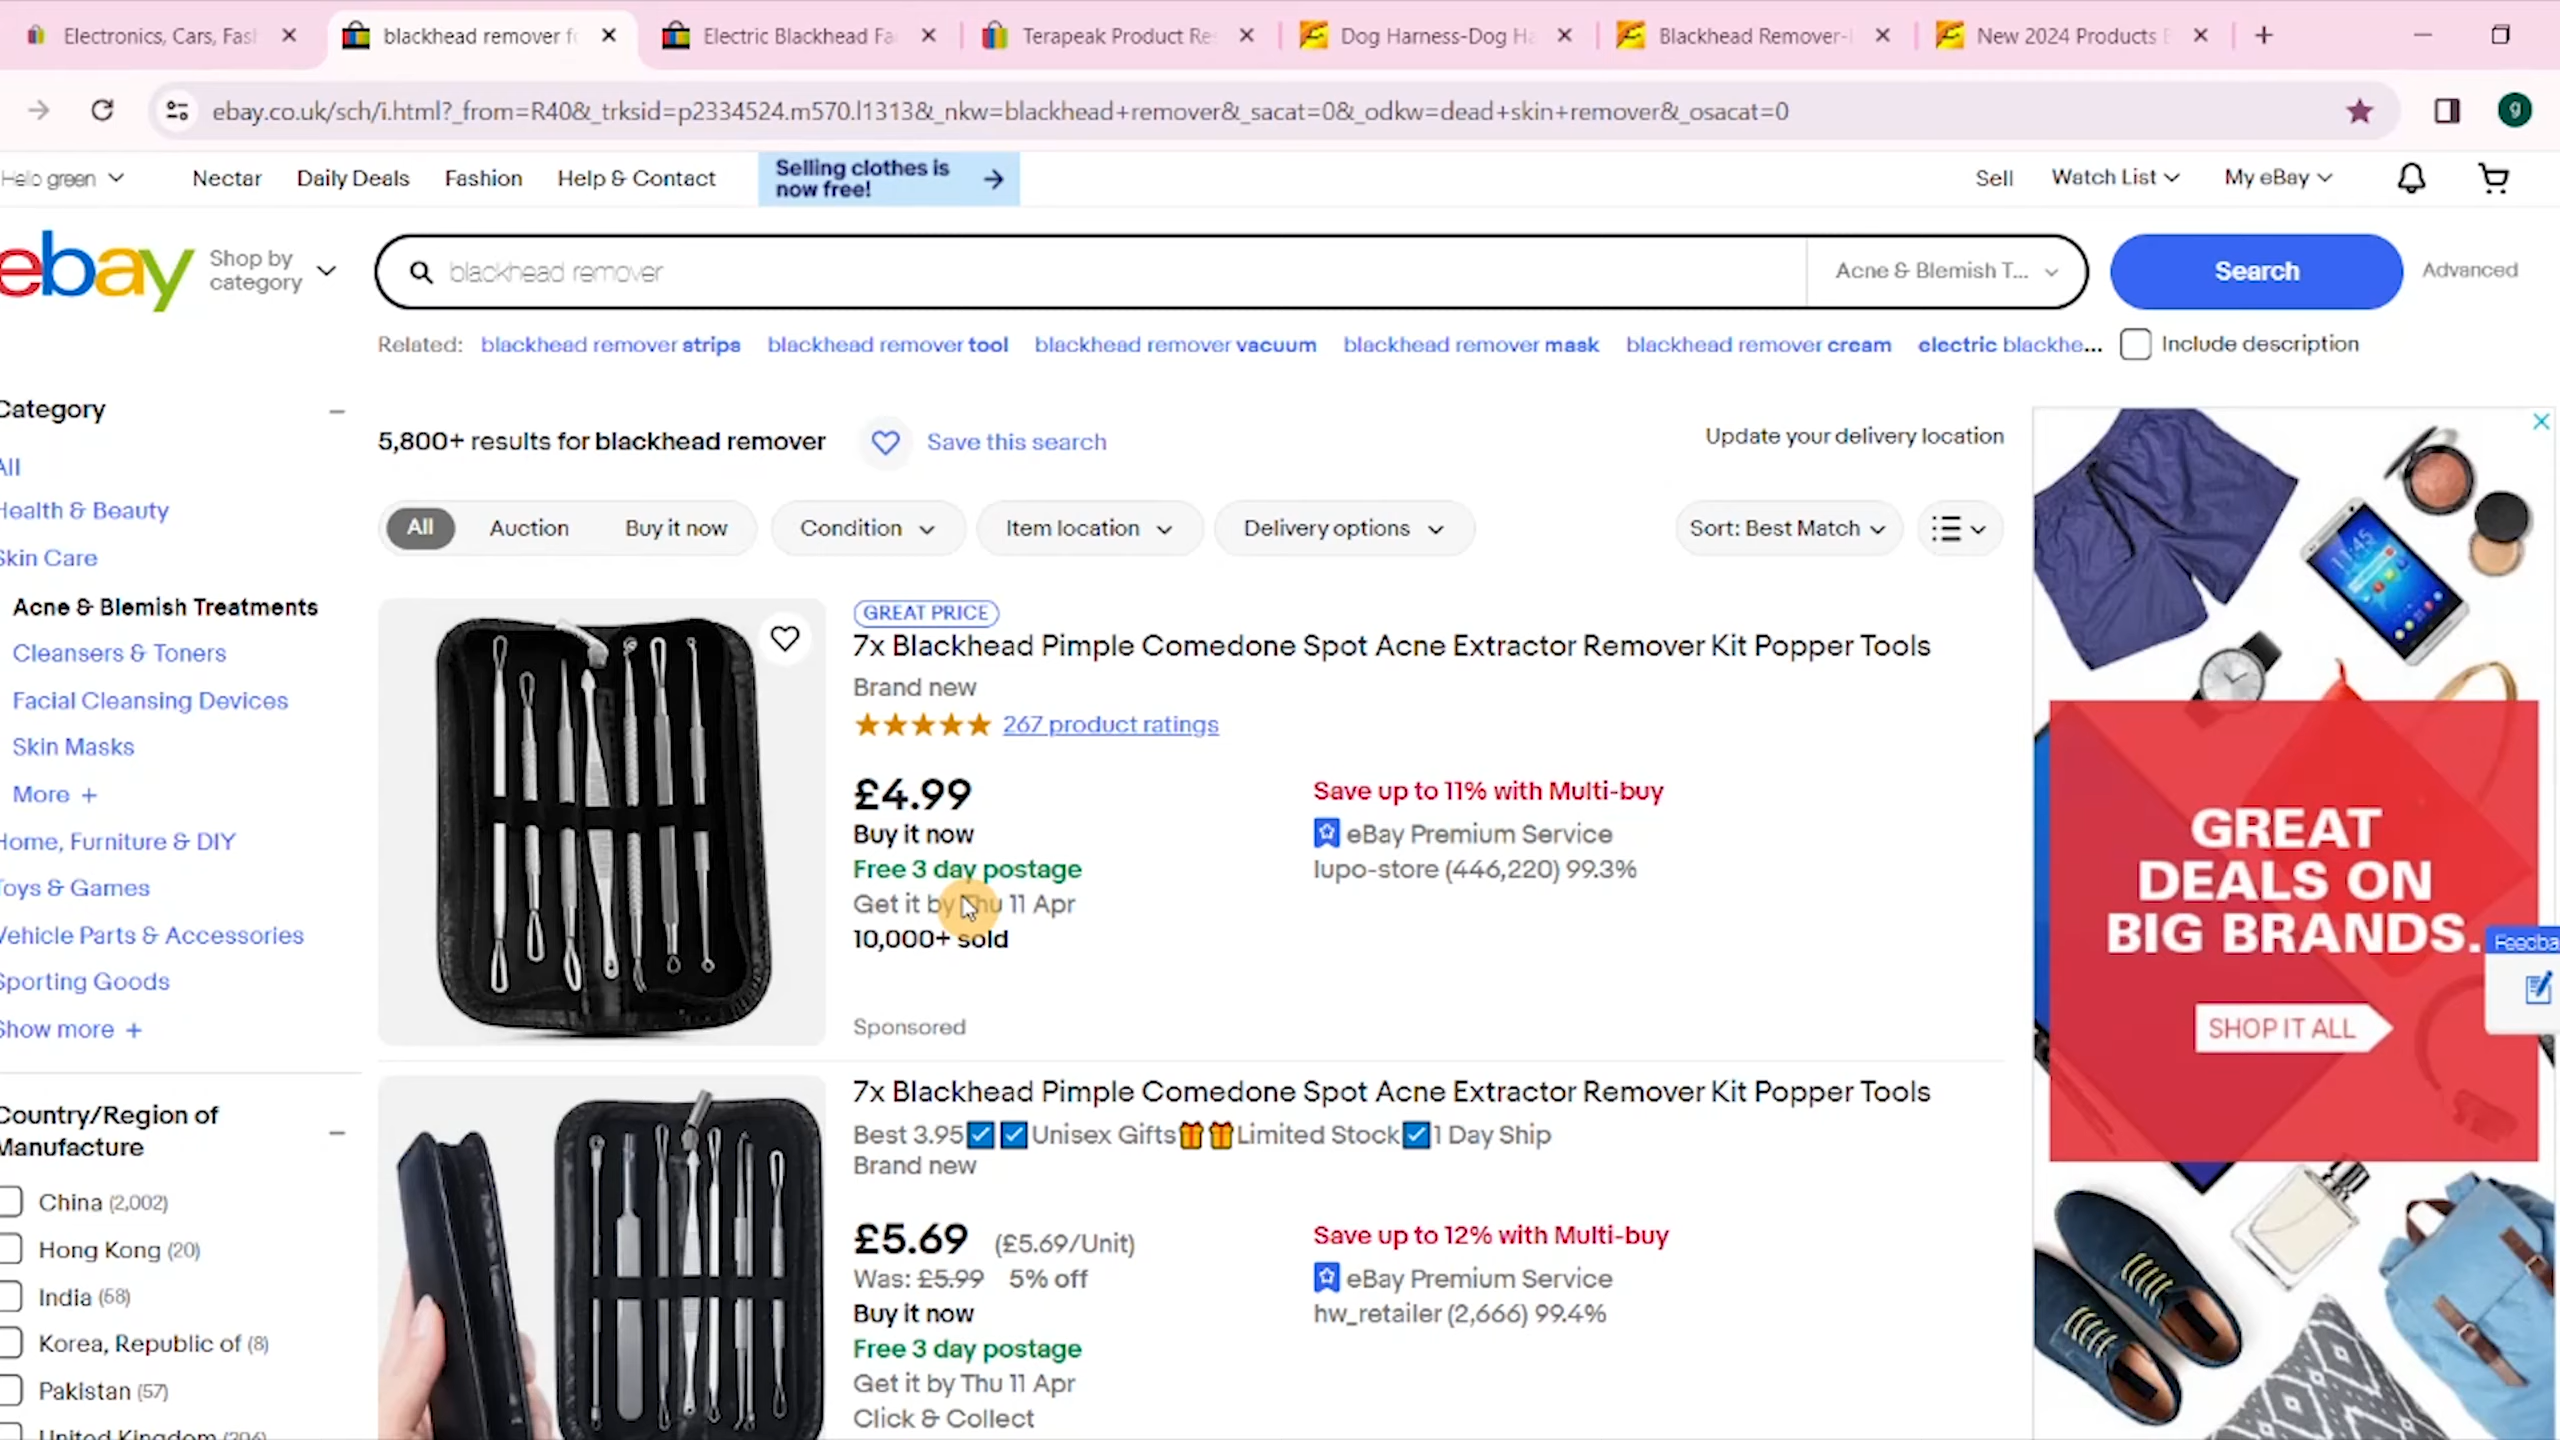 Electronics, Cars, Fas
blackhead remover f
Electric Blackhead Fa
Terapeak Product Re
Dog Harness-Dog H
Blackhead Remover-
New 2024 Products
ebay.co.uk/sch/i.html?_from=R40&_trksid=p2334524.m570.l1313&_nkw=blackhead+remover&_sacat=0&_odkw=dead+skin+remover&_osacat=0
g
Hello green
Nectar
Daily Deals
Fashion
Help & Contact
Selling clothes is
now free!
Sell
Watch List
My eBay
ebay
Shop by
category
blackhead remover
Acne & Blemish T...
Search
Advanced
Related: blackhead remover strips blackhead remover tool blackhead remover vacuum blackhead remover mask blackhead remover cream electric blackhe...
Include description
Category
All
Health & Beauty
Skin Care
Acne & Blemish Treatments
Cleansers & Toners
Facial Cleansing Devices
Skin Masks
More +
Home, Furniture & DIY
Toys & Games
Vehicle Parts & Accessories
Sporting Goods
Show more +
Country/Region of
Manufacture
China (2,002)
Hong Kong (20)
India (58)
Korea, Republic of (8)
Pakistan (57)
United Kingdom
5,800+ results for blackhead remover
Save this search
Update your delivery location
All
Auction
Buy it now
Condition
Item location
Delivery options
Sort: Best Match
GREAT PRICE
7x Blackhead Pimple Comedone Spot Acne Extractor Remover Kit Popper Tools
Brand new
267 product ratings
£4.99
Buy it now
Free 3 day postage
Get it by Thu 11 Apr
10,000+ sold
Save up to 11% with Multi-buy
eBay Premium Service
lupo-store (446,220) 99.3%
Sponsored
7x Blackhead Pimple Comedone Spot Acne Extractor Remover Kit Popper Tools
Best 3.95☑️☑️Unisex Gifts🎁🎁Limited Stock☑️1 Day Ship
Brand new
£5.69 (£5.69/Unit)
Was: £5.99 5% off
Buy it now
Free 3 day postage
Get it by Thu 11 Apr
Click & Collect
Save up to 12% with Multi-buy
eBay Premium Service
hw_retailer (2,666) 99.4%
11:45
GREAT
DEALS ON
BIG BRANDS.
SHOP IT ALL
Feedba